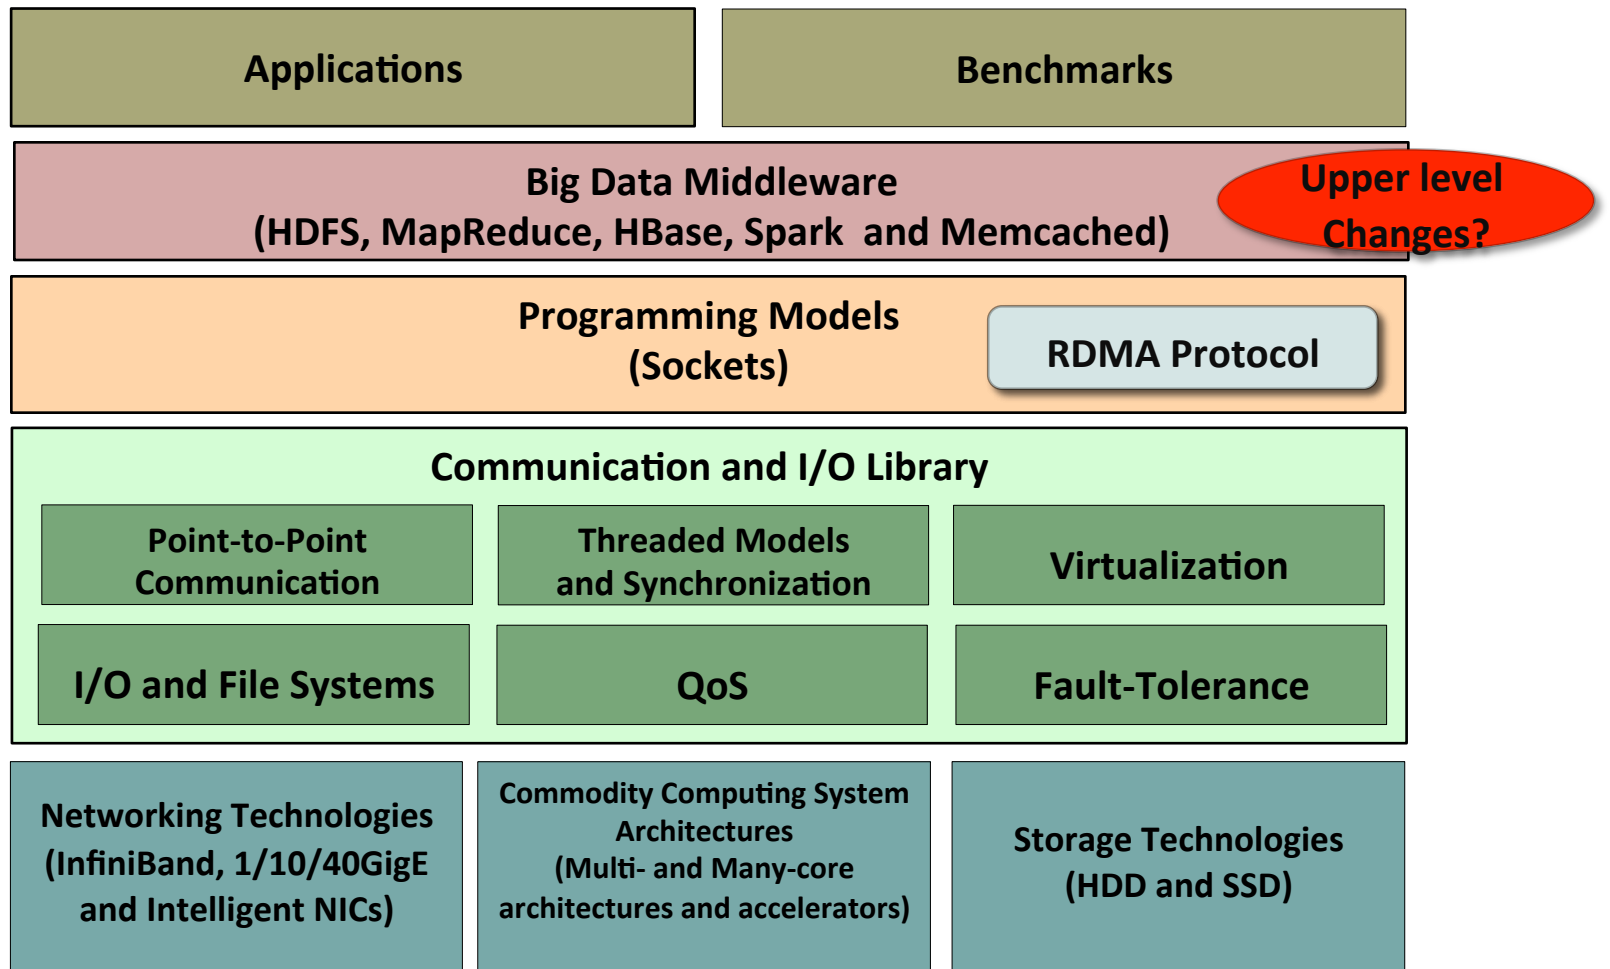 Applications
Benchmarks
Big Data Middleware
(HDFS, MapReduce, HBase, Spark and Memcached)
Upper level
Changes?
Programming Models
(Sockets)
RDMA Protocol
Communication and I/O Library
Point-to-Point
Communication
Threaded Models
and Synchronization
Virtualization
I/O and File Systems
QoS
Fault-Tolerance
Networking Technologies
(InfiniBand, 1/10/40GigE
and Intelligent NICs)
Commodity Computing System
Architectures
(Multi- and Many-core
architectures and accelerators)
Storage Technologies
(HDD and SSD)